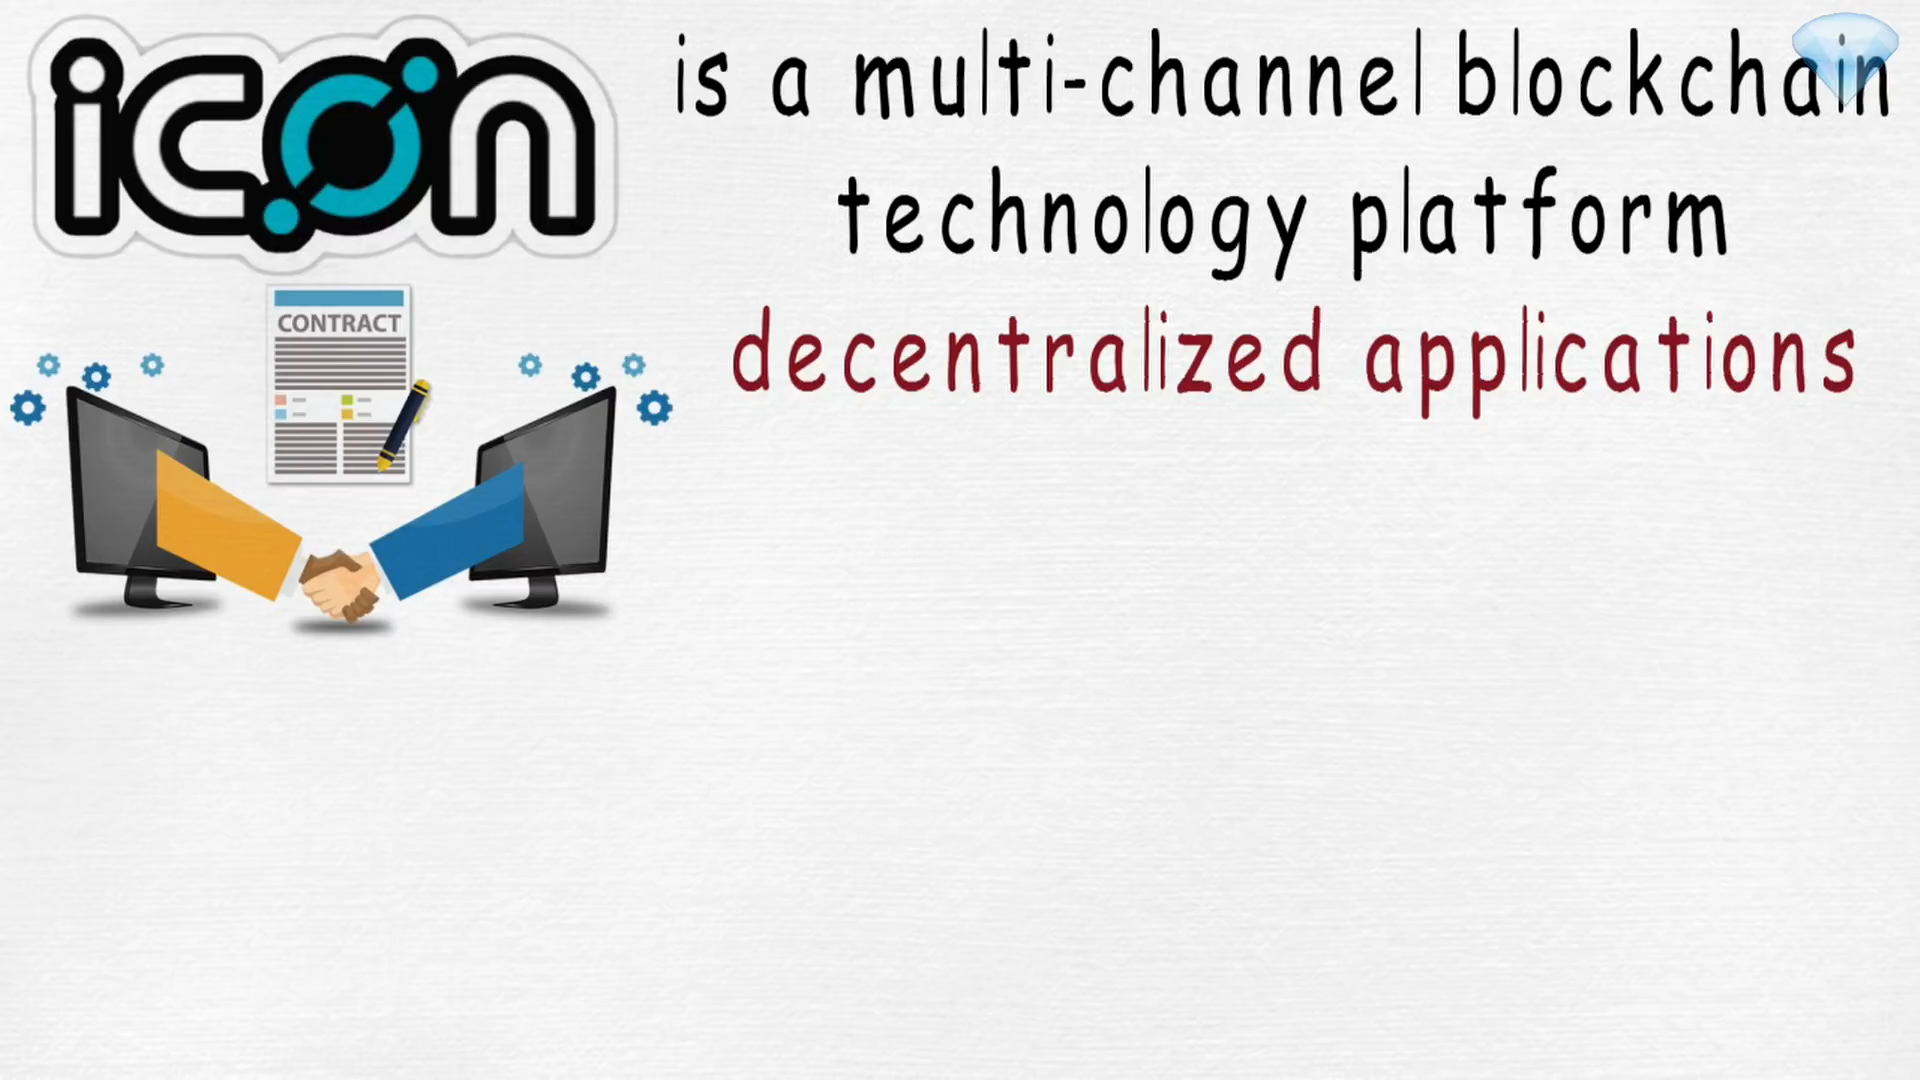 icon
is a multi-channel blockchain
technology platform
decentralized applications
CONTRACT